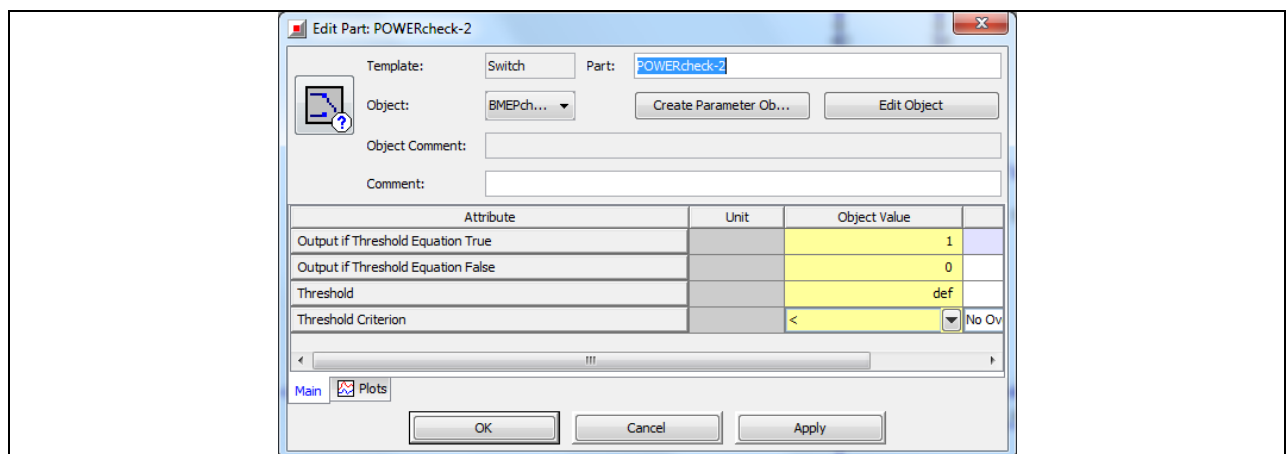 Edit Part: POWERcheck-2
Template: Switch Part: POWERcheck-2
Object: BMEPch... Create Parameter Ob... Edit Object
Object Comment:
Comment:
Attribute Unit Object Value
Output if Threshold Equation True 1
Output if Threshold Equation False 0
Threshold def
Threshold Criterion < No Ov
Main Plots
OK Cancel Apply